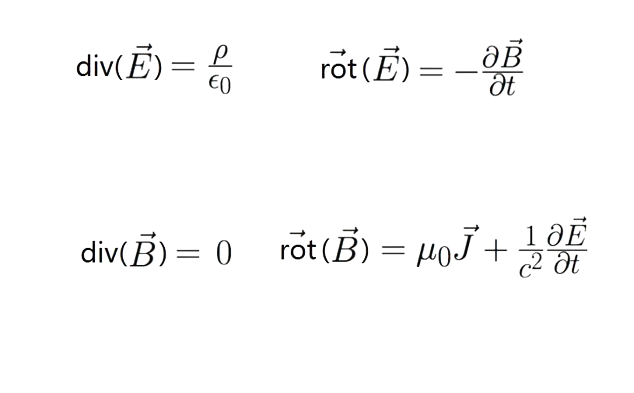 div(E⃗) = ρ/ϵ₀    rot⃗(E⃗) = −∂B⃗/∂t
div(B⃗) = 0    rot⃗(B⃗) = μ₀J⃗ + 1/c² ∂E⃗/∂t